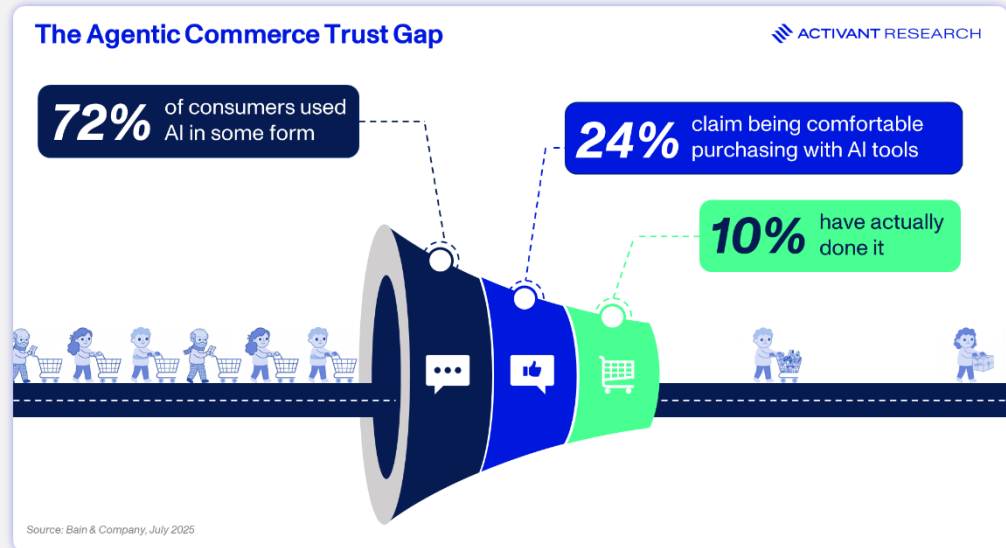 The Agentic Commerce Trust Gap
ACTIVANT RESEARCH
72%
of consumers used
AI in some form
24%
claim being comfortable
purchasing with AI tools
10%
have actually
done it
Source: Bain & Company, July 2025